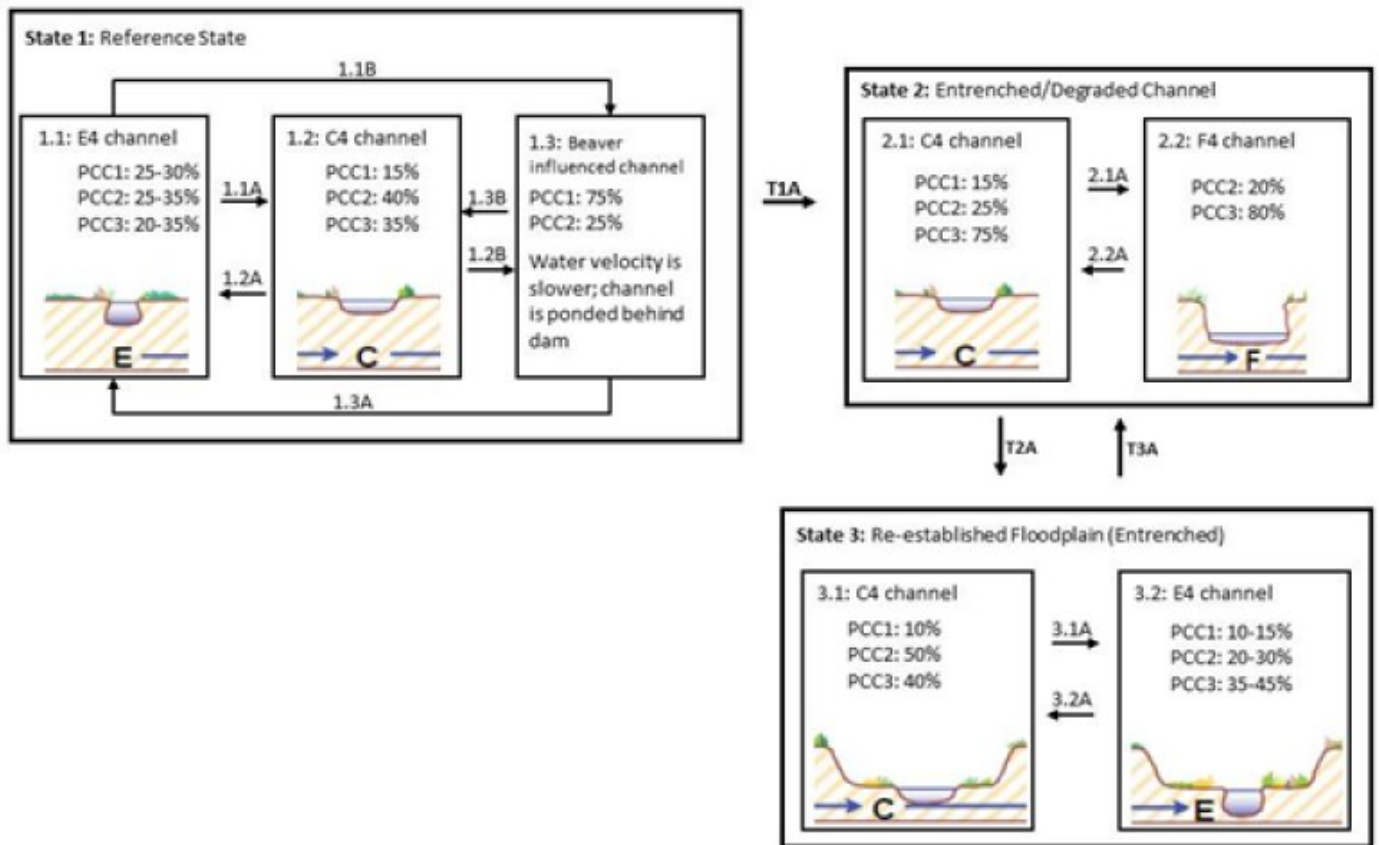 State 1: Reference State
1.1B
1.1: E4 channel
PCC1: 25-30%
PCC2: 25-35%
PCC3: 20-35%
E
1.1A
1.2A
1.2: C4 channel
PCC1: 15%
PCC2: 40%
PCC3: 35%
C
1.3B
1.2B
1.3: Beaver
influenced channel
PCC1: 75%
PCC2: 25%
Water velocity is
slower; channel
is ponded behind
dam
1.3A
T1A
State 2: Entrenched/Degraded Channel
2.1: C4 channel
PCC1: 15%
PCC2: 25%
PCC3: 75%
C
2.1A
2.2A
2.2: F4 channel
PCC2: 20%
PCC3: 80%
F
T2A
T3A
State 3: Re-established Floodplain (Entrenched)
3.1: C4 channel
PCC1: 10%
PCC2: 50%
PCC3: 40%
C
3.1A
3.2A
3.2: E4 channel
PCC1: 10-15%
PCC2: 20-30%
PCC3: 35-45%
E